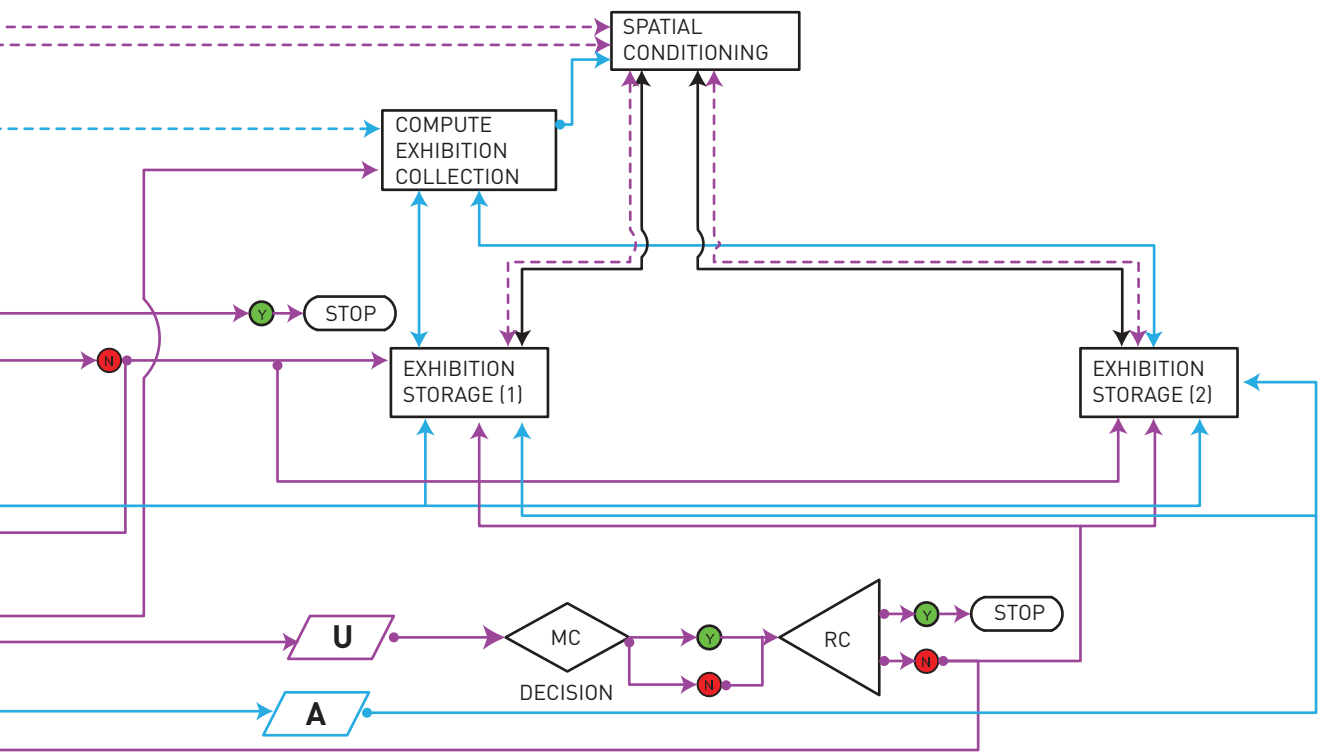 SPATIAL
CONDITIONING
COMPUTE
EXHIBITION
COLLECTION
Y
STOP
N
EXHIBITION
STORAGE (1)
EXHIBITION
STORAGE (2)
U
MC
DECISION
Y
N
RC
Y
STOP
N
A